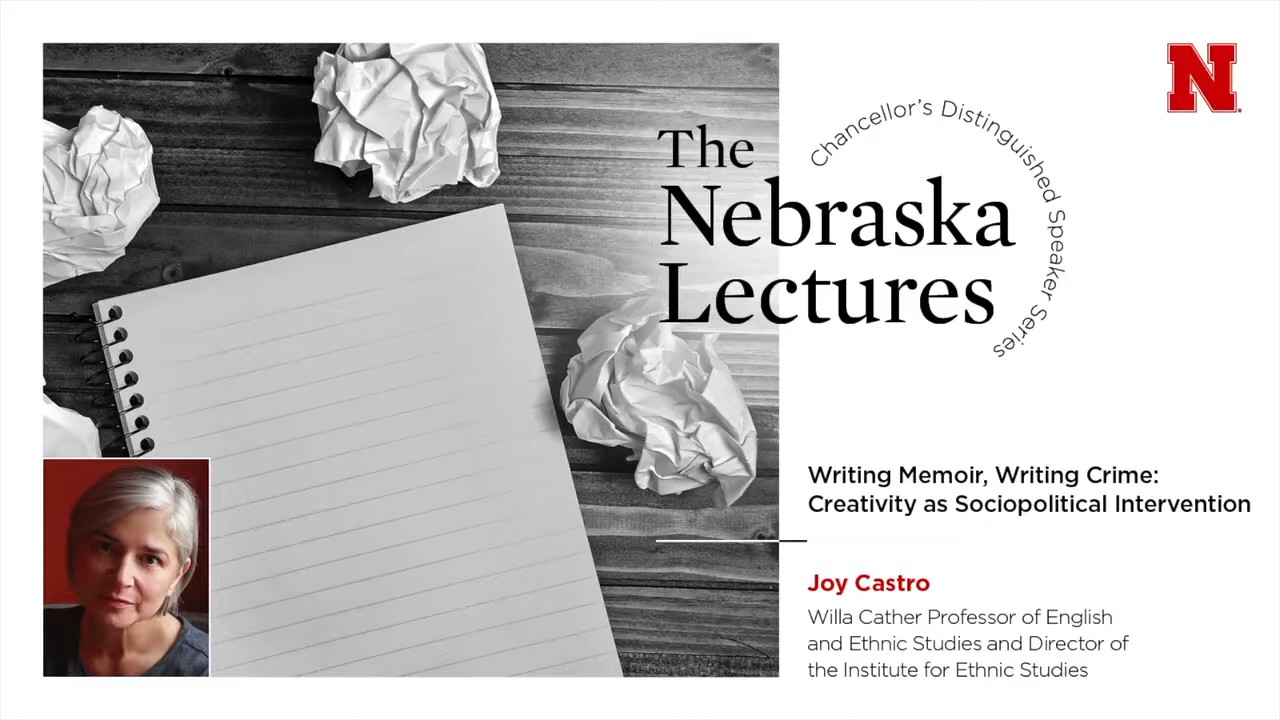 N
Chancellor's Distinguished Speaker Series
The
Nebraska
Lectures
Writing Memoir, Writing Crime:
Creativity as Sociopolitical Intervention
Joy Castro
Willa Cather Professor of English
and Ethnic Studies and Director of
the Institute for Ethnic Studies